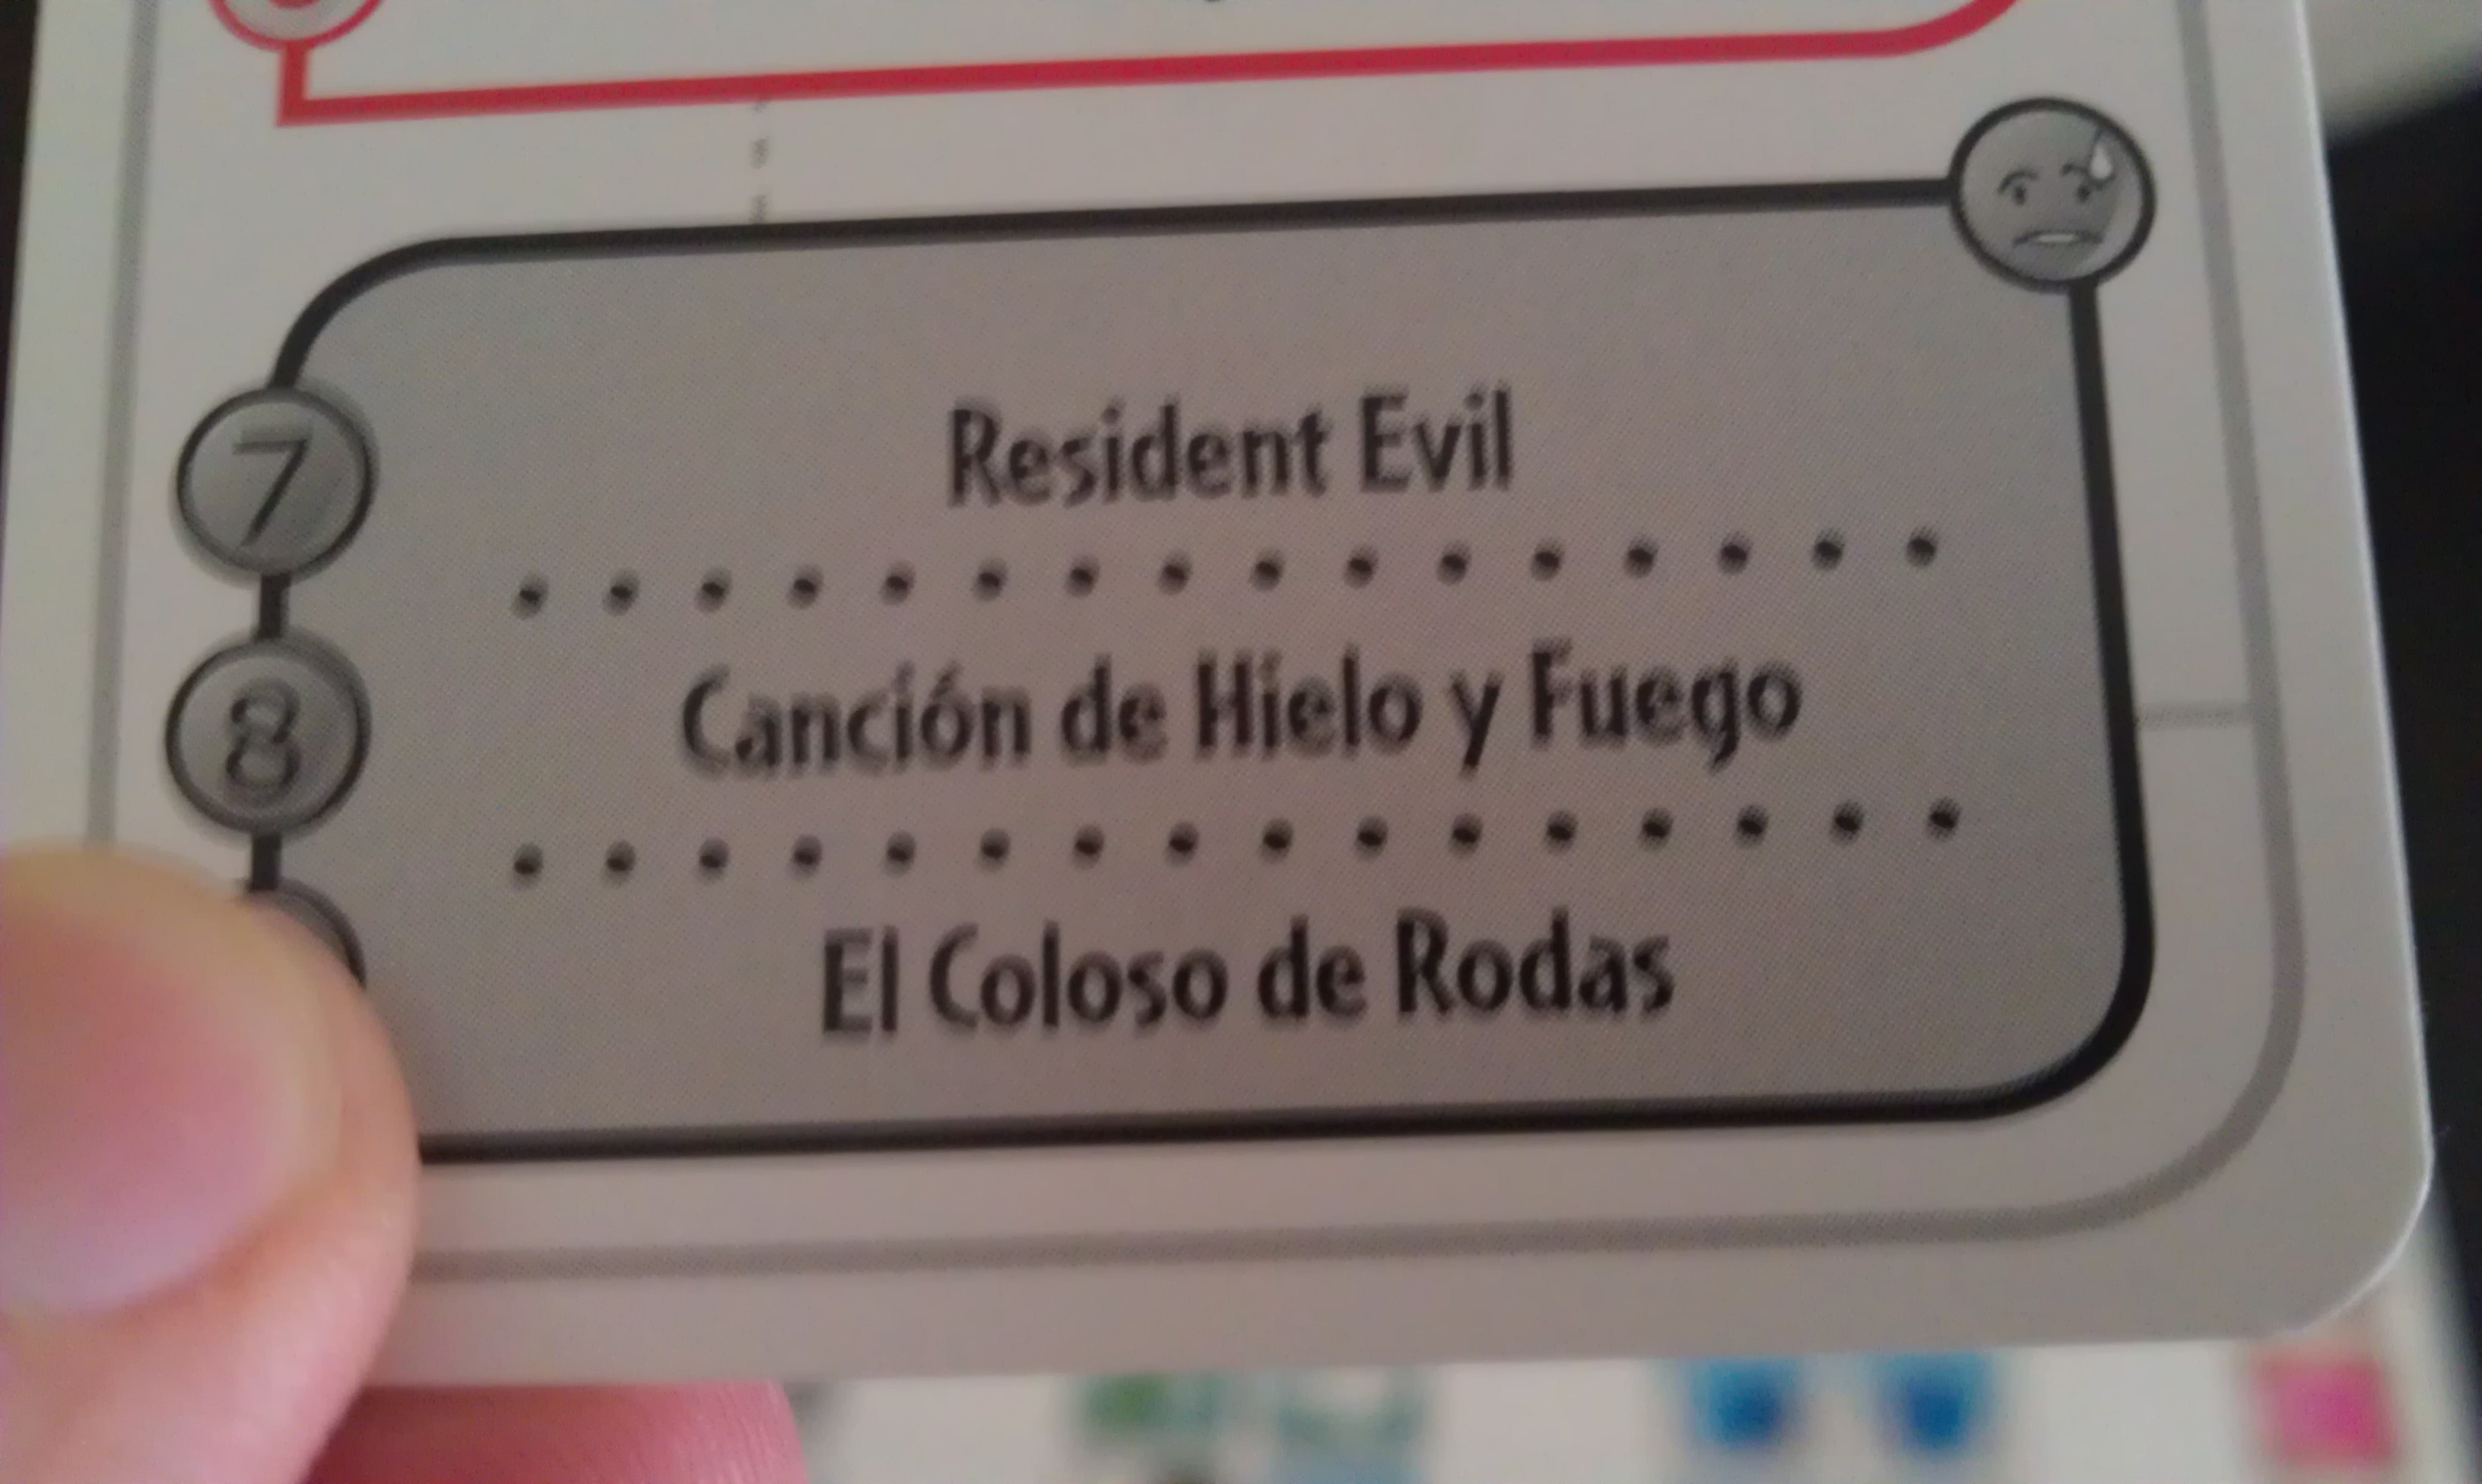 7
Resident Evil
8
Canción de Hielo y Fuego
El Coloso de Rodas